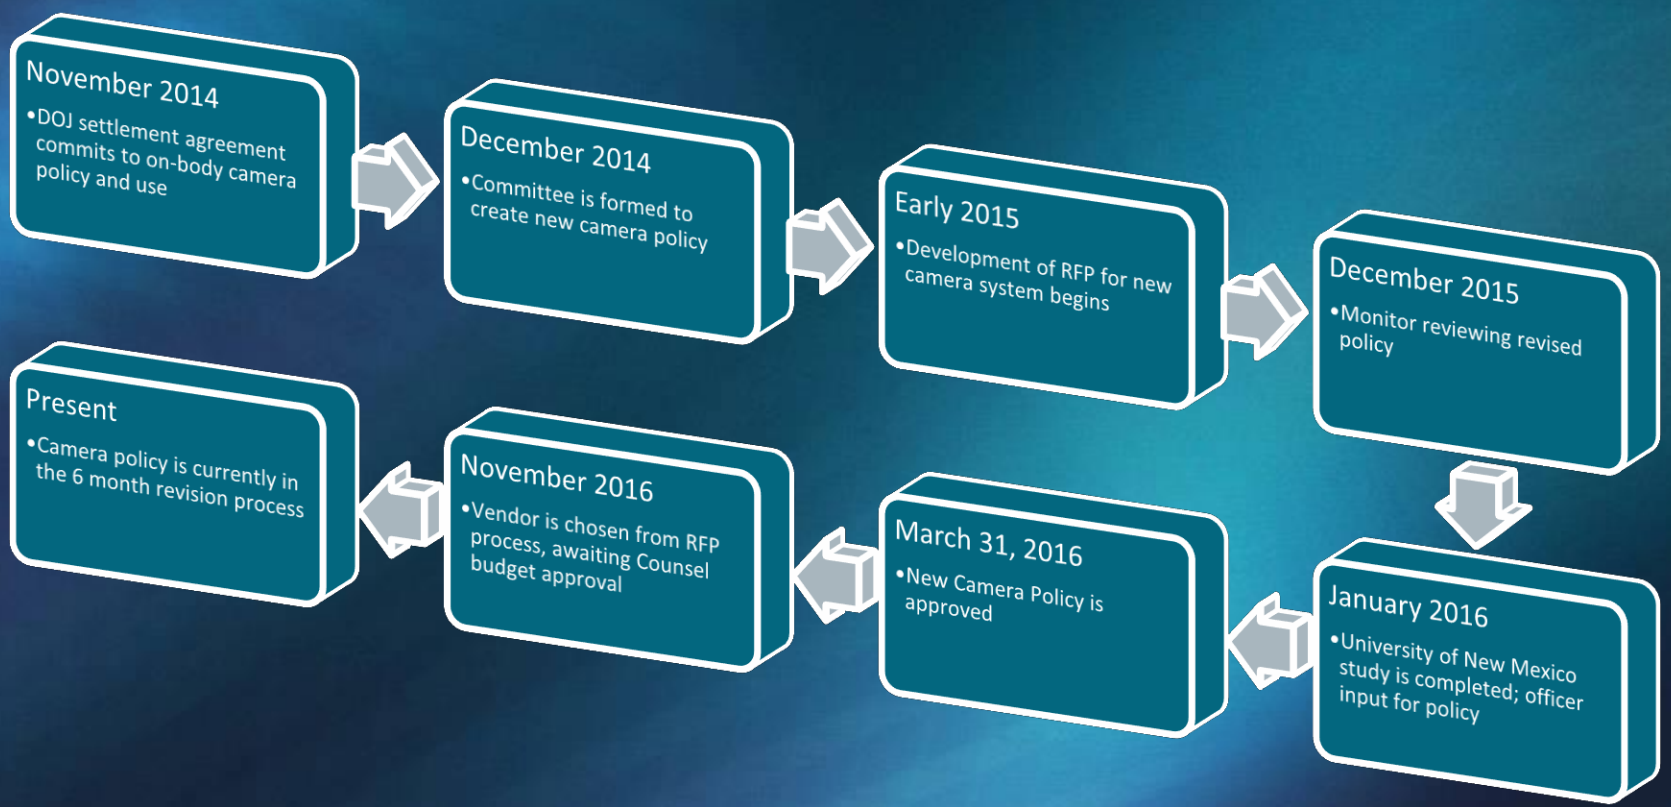 November 2014
•DOJ settlement agreement
commits to on-body camera
policy and use
December 2014
•Committee is formed to
create new camera policy
Early 2015
•Development of RFP for new
camera system begins
December 2015
•Monitor reviewing revised
policy
January 2016
•University of New Mexico
study is completed; officer
input for policy
March 31, 2016
•New Camera Policy is
approved
November 2016
•Vendor is chosen from RFP
process, awaiting Counsel
budget approval
Present
•Camera policy is currently in
the 6 month revision process